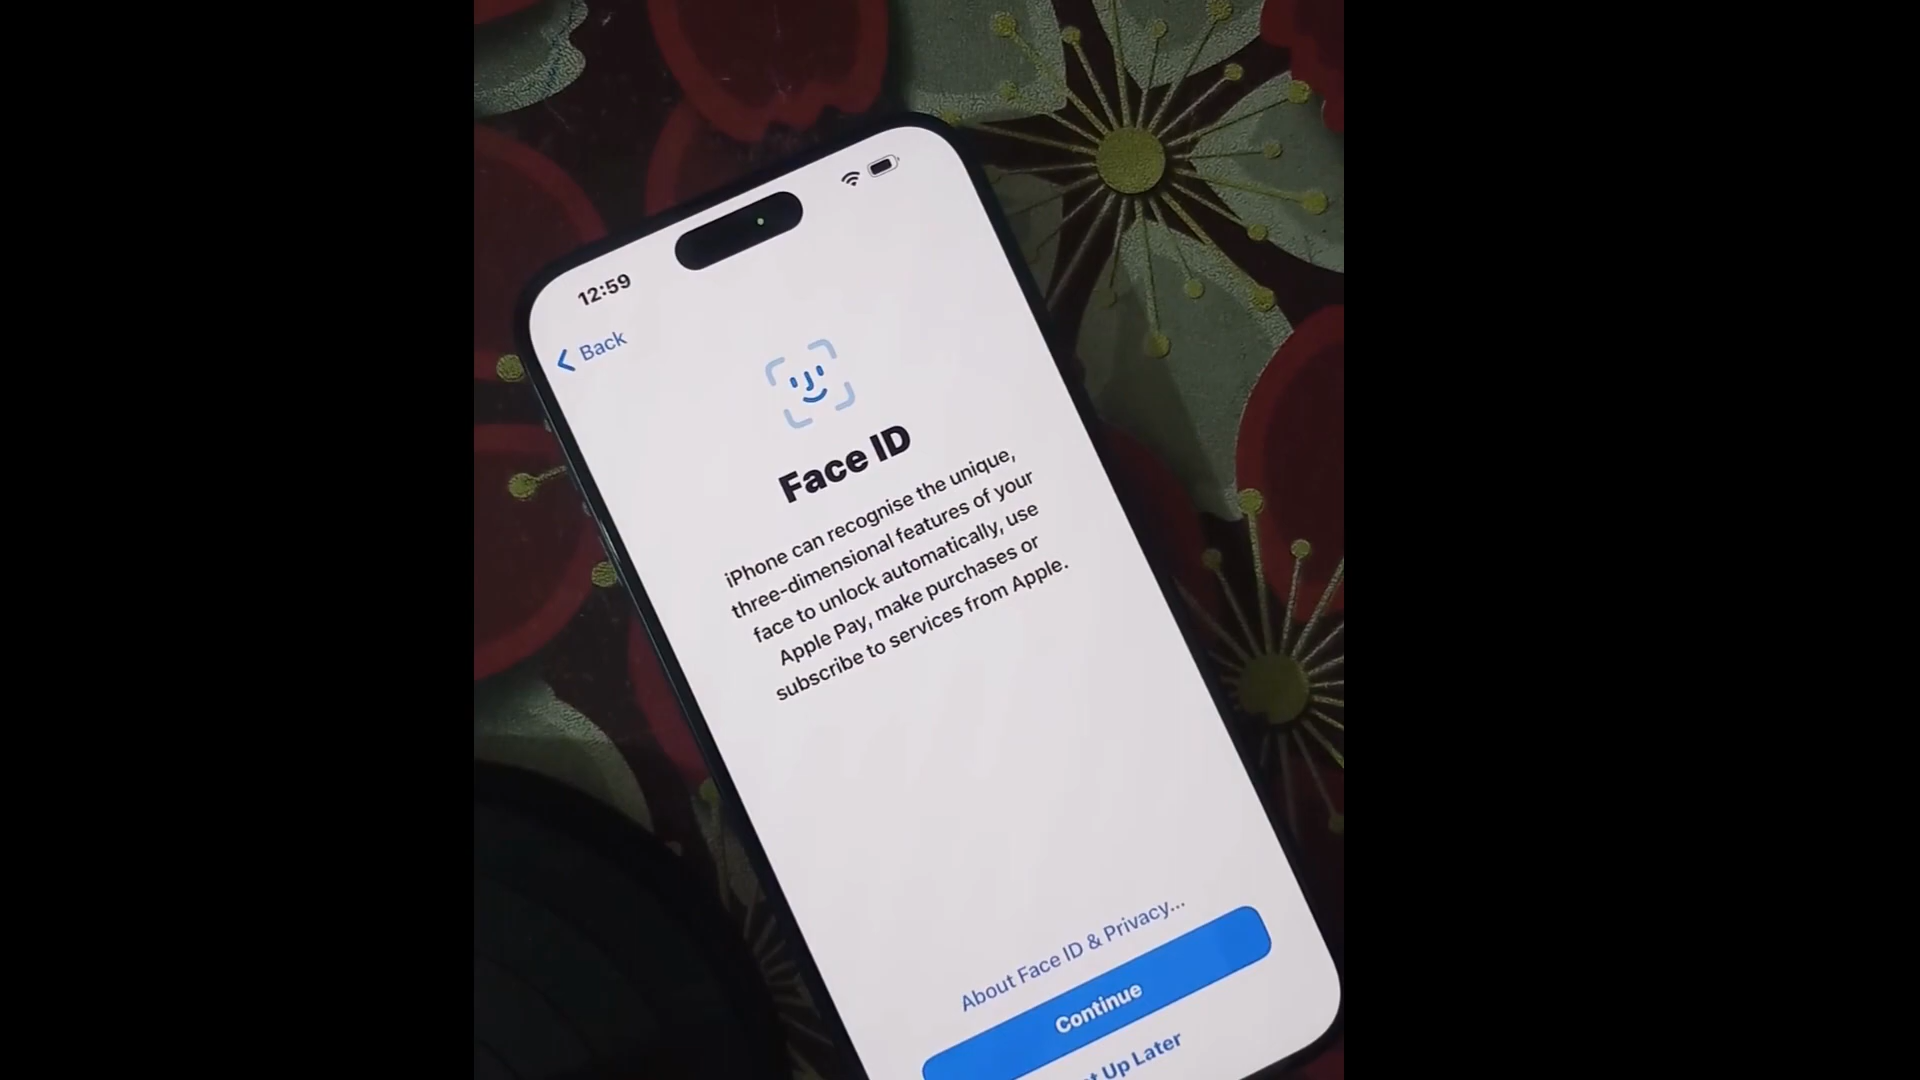 12:59
Back
Face ID
iPhone can recognise the unique,
three-dimensional features of your
face to unlock automatically, use
Apple Pay, make purchases or
subscribe to services from Apple.
About Face ID & Privacy...
Continue
Up Later